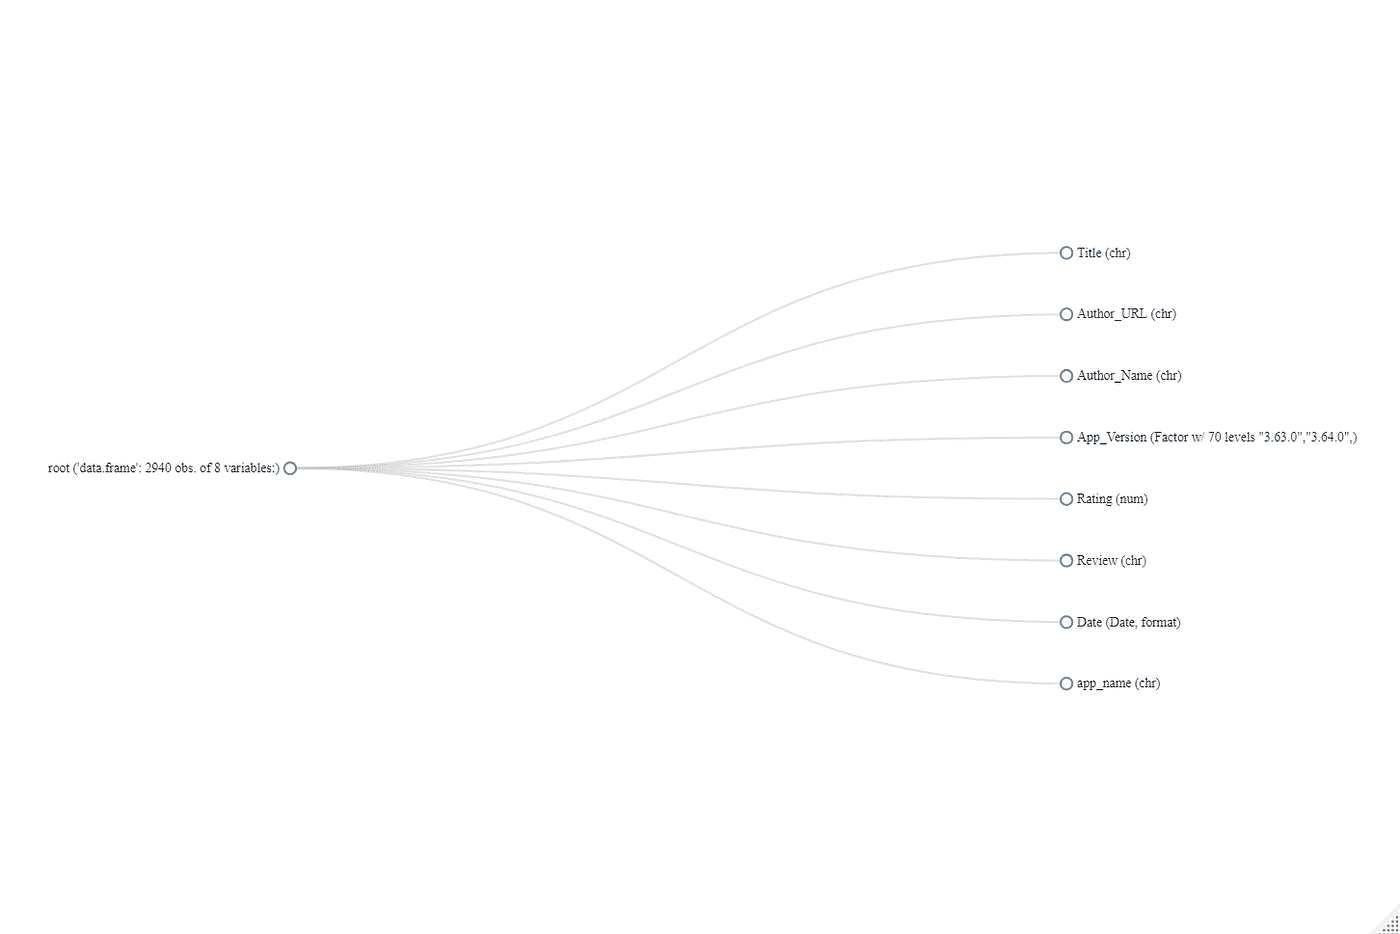 Title (chr)
Author_URL (chr)
Author_Name (chr)
App_Version (Factor w/ 70 levels "3.63.0","3.64.0",)
root ('data.frame': 2940 obs. of 8 variables:)
Rating (num)
Review (chr)
Date (Date, format)
app_name (chr)